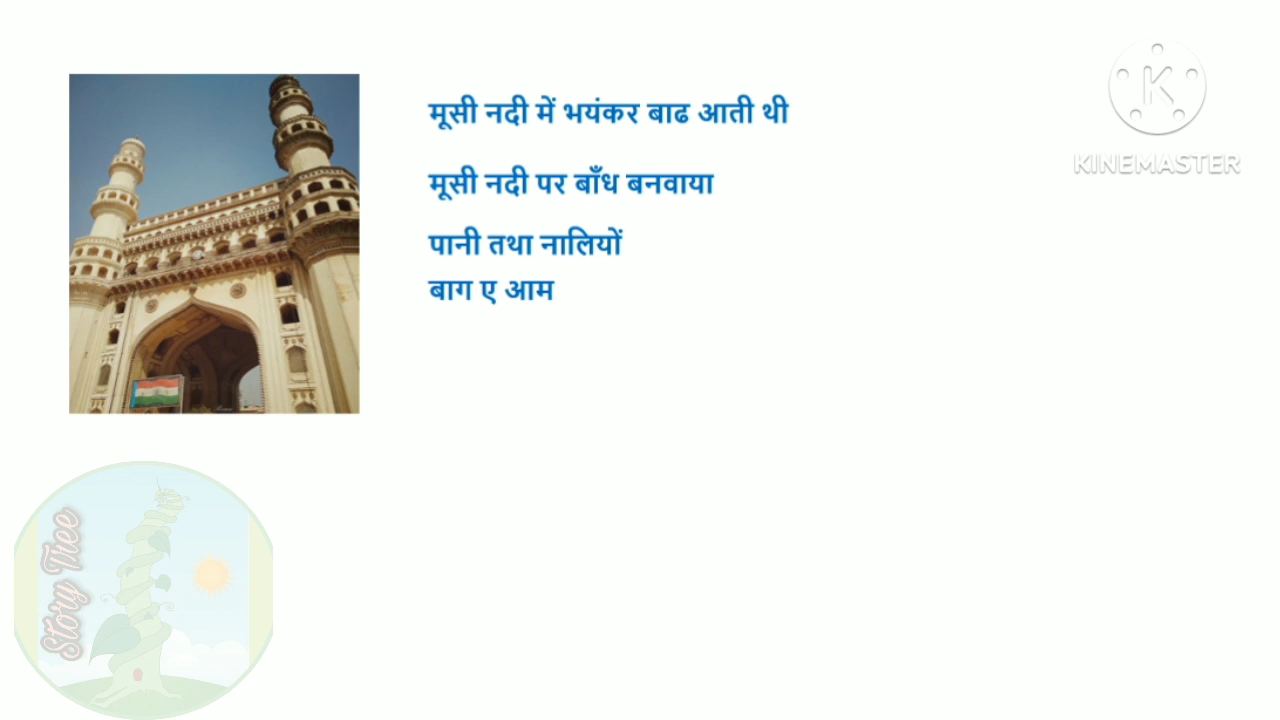 मूसी नदी में भयंकर बाढ आती थी
मूसी नदी पर बाँध बनवाया
पानी तथा नालियों
बाग ए आम
KINEMASTER
Story Tree